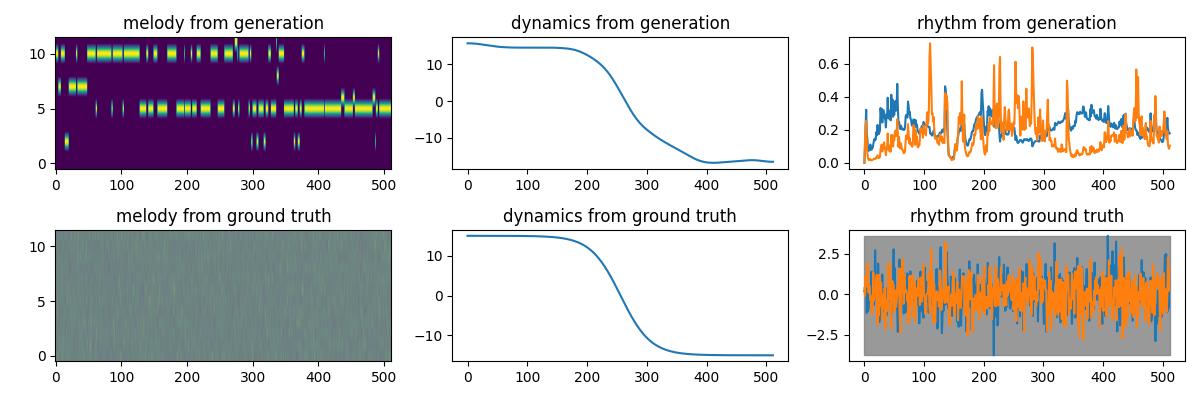 melody from generation
dynamics from generation
rhythm from generation
10
5
0
0 100 200 300 400 500
10
0
−10
0 100 200 300 400 500
0.6
0.4
0.2
0.0
0 100 200 300 400 500
melody from ground truth
dynamics from ground truth
rhythm from ground truth
10
5
0
0 100 200 300 400 500
10
0
−10
0 100 200 300 400 500
2.5
0.0
−2.5
0 100 200 300 400 500